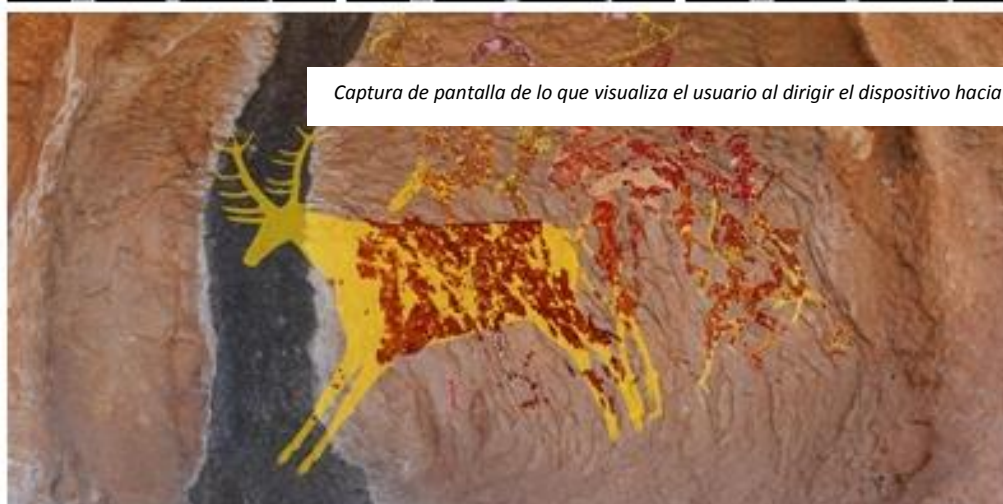 Captura de pantalla de lo que visualiza el usuario al dirigir el dispositivo hacia